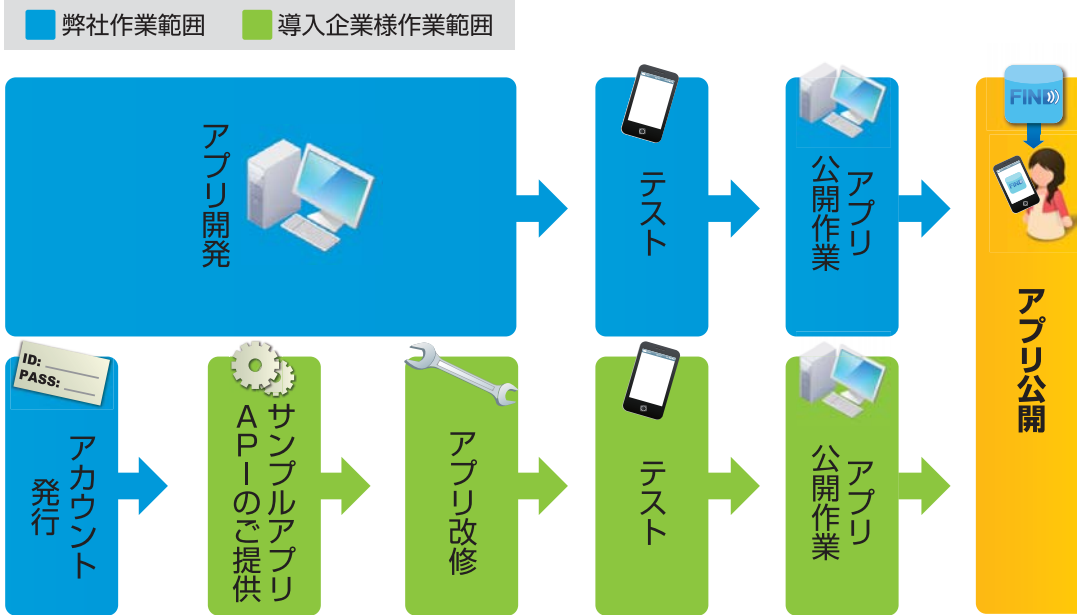 弊社作業範囲
導入企業様作業範囲
アプリ開発
テスト
アプリ
公開作業
FIND
FIND
アプリ公開
ID:
PASS:
アカウント
発行
サンプルアプリ
APIのご提供
アプリ改修
テスト
アプリ
公開作業